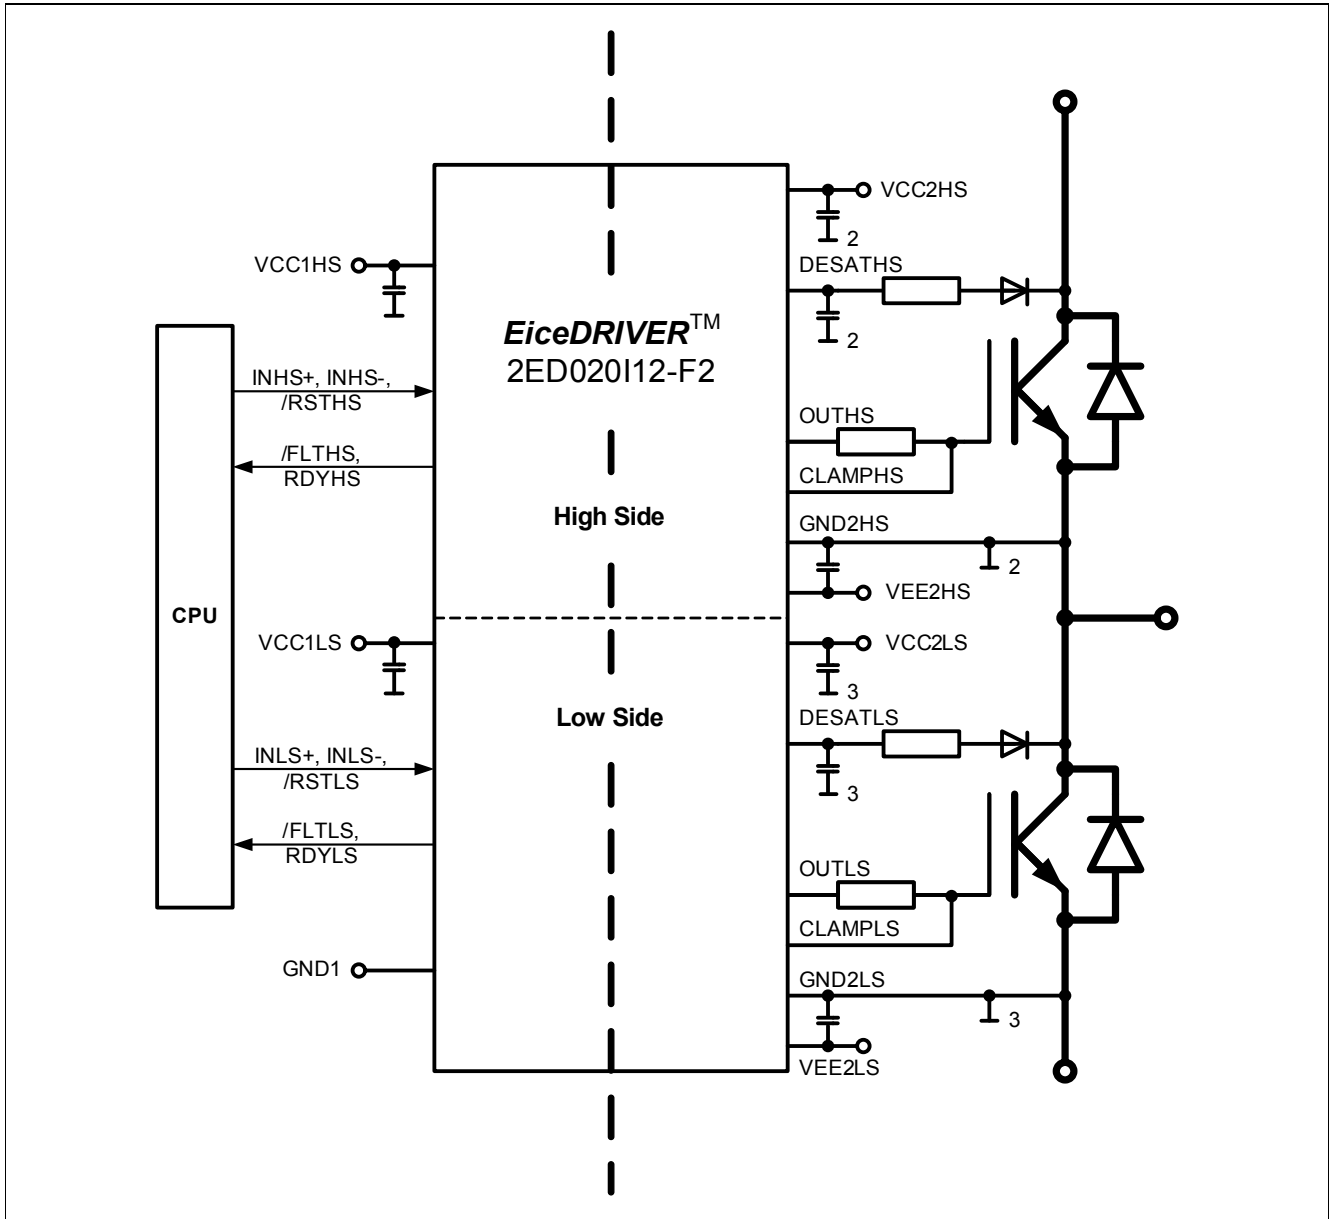 VCC2HS
2
VCC1HS
DESATHS
EiceDRIVER™
2ED020I12-F2
2
INHS+, INHS-,
/RSTHS
OUTHS
/FLTHS,
RDYHS
CLAMPHS
High Side
GND2HS
2
VEE2HS
CPU
VCC1LS
VCC2LS
3
Low Side
DESATLS
INLS+, INLS-,
/RSTLS
3
/FLTLS,
RDYLS
OUTLS
CLAMPLS
GND1
GND2LS
3
VEE2LS